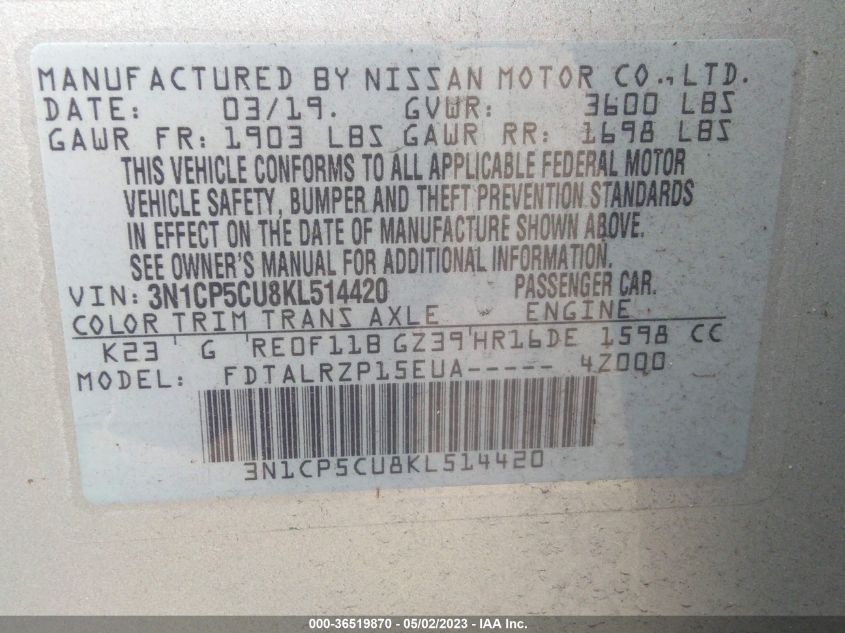 MANUFACTURED BY NISSAN MOTOR CO., LTD.
DATE: 03/19. GVWR: 3600 LBS
GAWR FR: 1903 LBS GAWR RR: 1698 LBS
THIS VEHICLE CONFORMS TO ALL APPLICABLE FEDERAL MOTOR
VEHICLE SAFETY, BUMPER AND THEFT PREVENTION STANDARDS
IN EFFECT ON THE DATE OF MANUFACTURE SHOWN ABOVE.
SEE OWNER'S MANUAL FOR ADDITIONAL INFORMATION.
VIN: 3N1CP5CU8KL514420 PASSENGER CAR.
COLOR TRIM TRANS AXLE ENGINE
K23 G RE0F11B GZ39 HR16DE 1598 CC
MODEL: FDTALRZP15EUA----- 4Z000
3N1CP5CU8KL514420
000-36519870 - 05/02/2023 - IAA Inc.